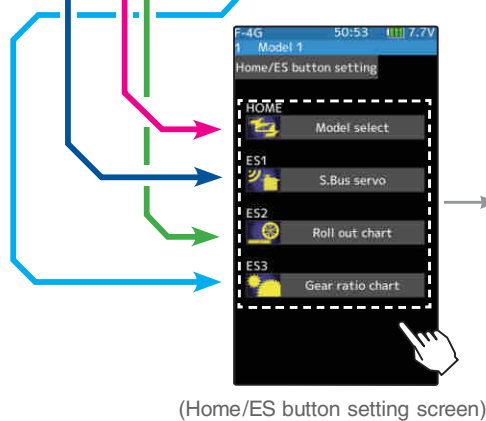 F-4G 50:53 7.7V
1 Model 1
Home/ES button setting
HOME
Model select
ES1
S.Bus servo
ES2
Roll out chart
ES3
Gear ratio chart
(Home/ES button setting screen)